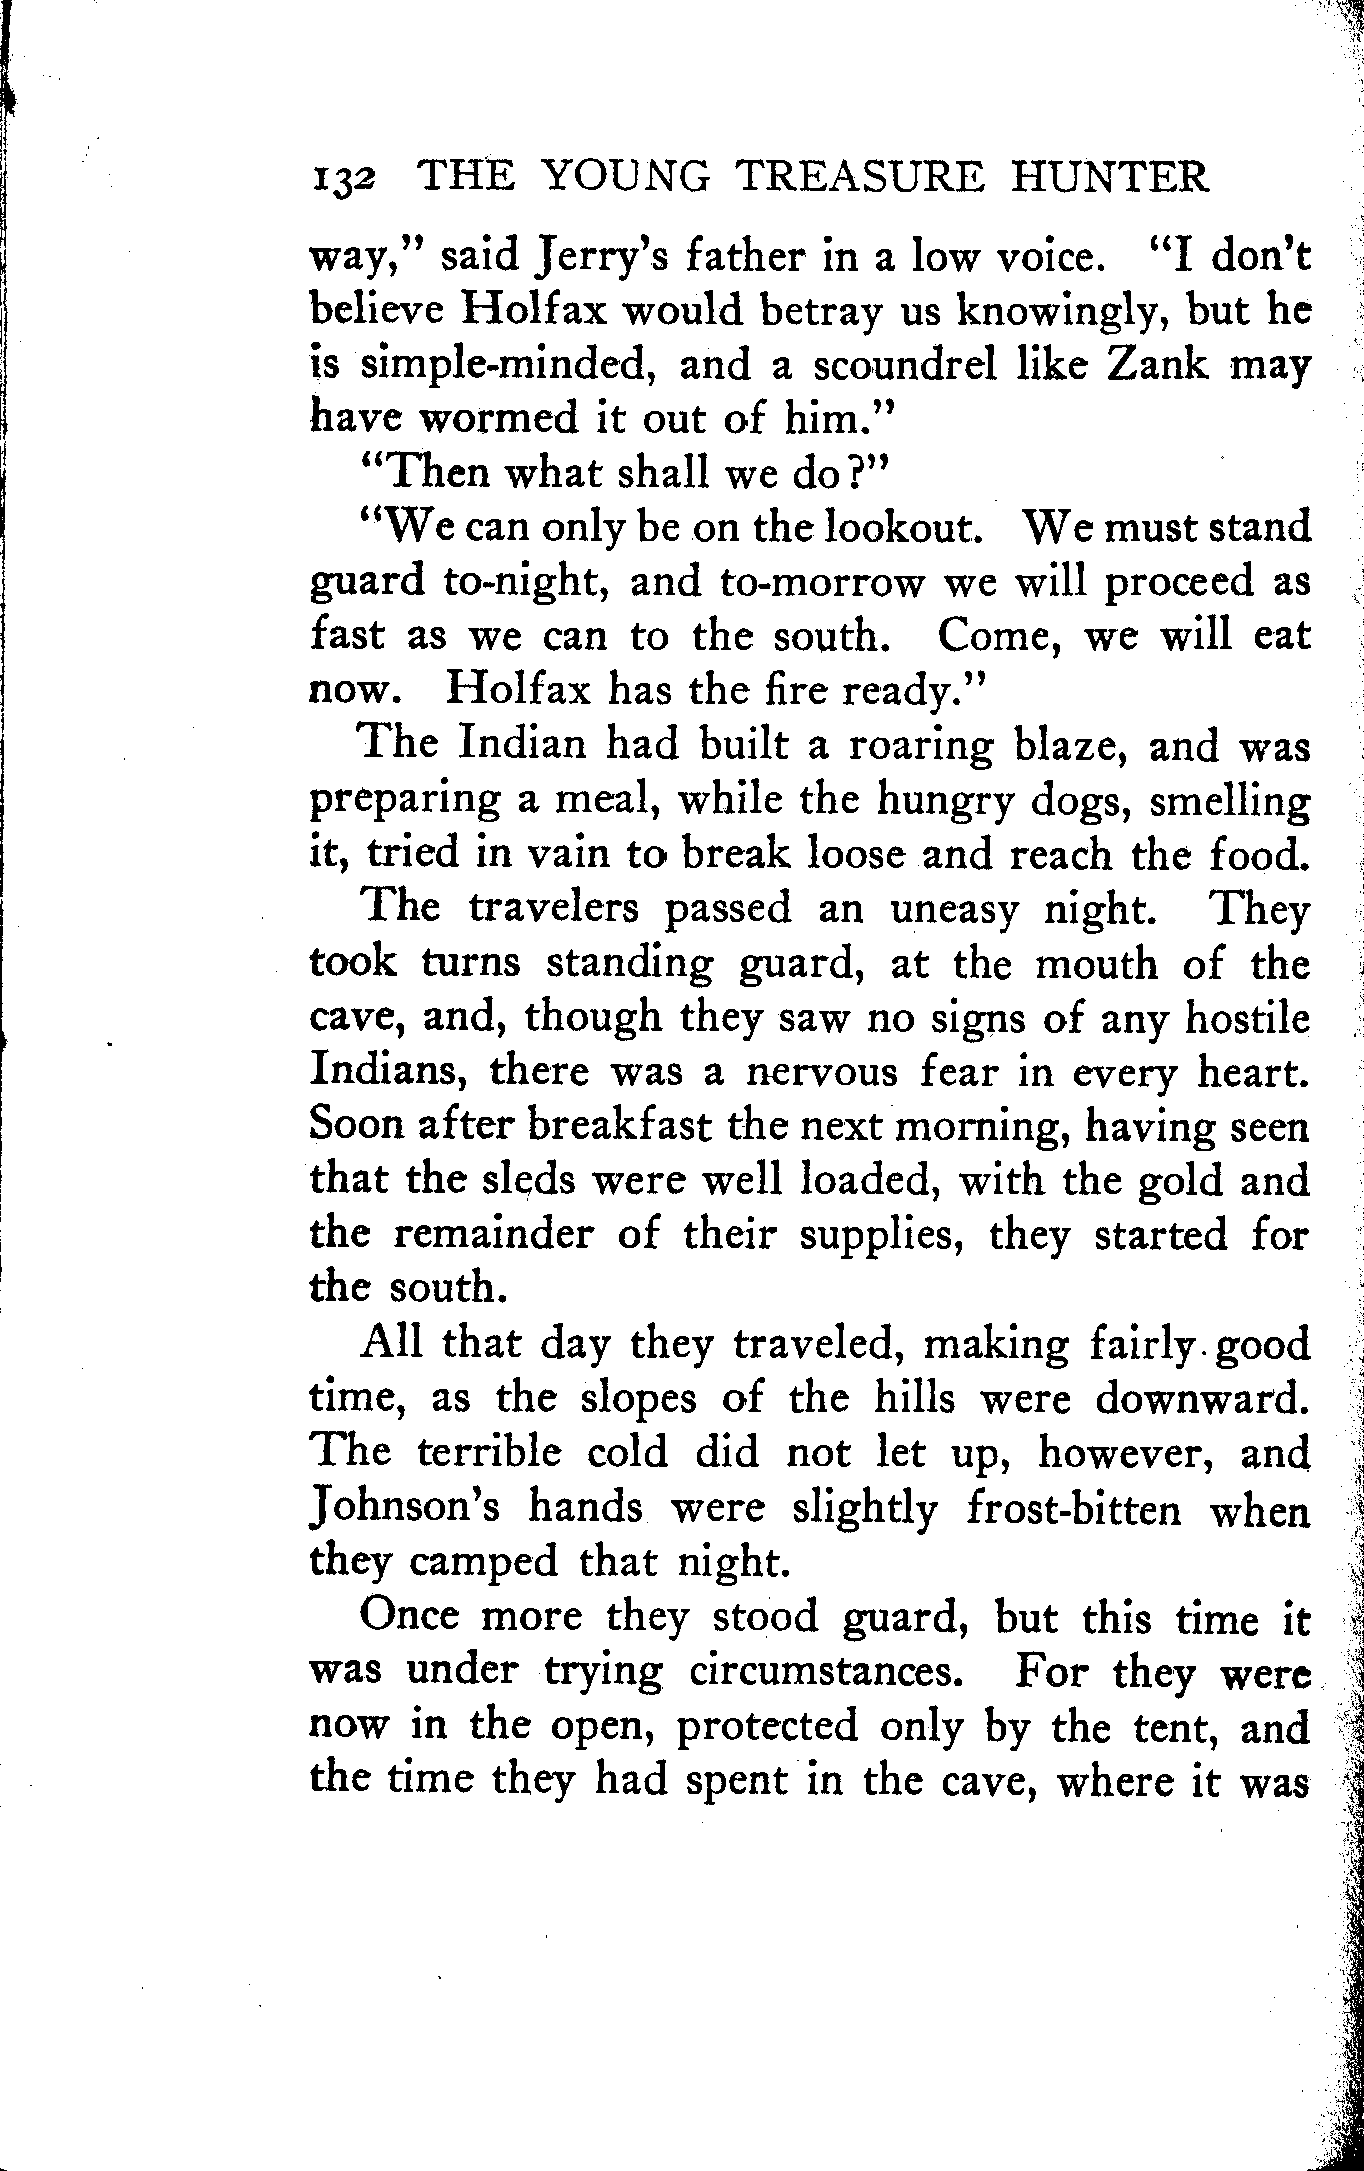 132 THE YOUNG TREASURE HUNTER
way," said Jerry's father in a low voice. "I don't
believe Holfax would betray us knowingly, but he
is simple-minded, and a scoundrel like Zank may
have wormed it out of him."
"Then what shall we do?"
"We can only be on the lookout. We must stand
guard to-night, and to-morrow we will proceed as
fast as we can to the south. Come, we will eat
now. Holfax has the fire ready."
The Indian had built a roaring blaze, and was
preparing a meal, while the hungry dogs, smelling
it, tried in vain to break loose and reach the food.
The travelers passed an uneasy night. They
took turns standing guard, at the mouth of the
cave, and, though they saw no signs of any hostile
Indians, there was a nervous fear in every heart.
Soon after breakfast the next morning, having seen
that the sleds were well loaded, with the gold and
the remainder of their supplies, they started for
the south.
All that day they traveled, making fairly good
time, as the slopes of the hills were downward.
The terrible cold did not let up, however, and
Johnson's hands were slightly frost-bitten when
they camped that night.
Once more they stood guard, but this time it
was under trying circumstances. For they were
now in the open, protected only by the tent, and
the time they had spent in the cave, where it was